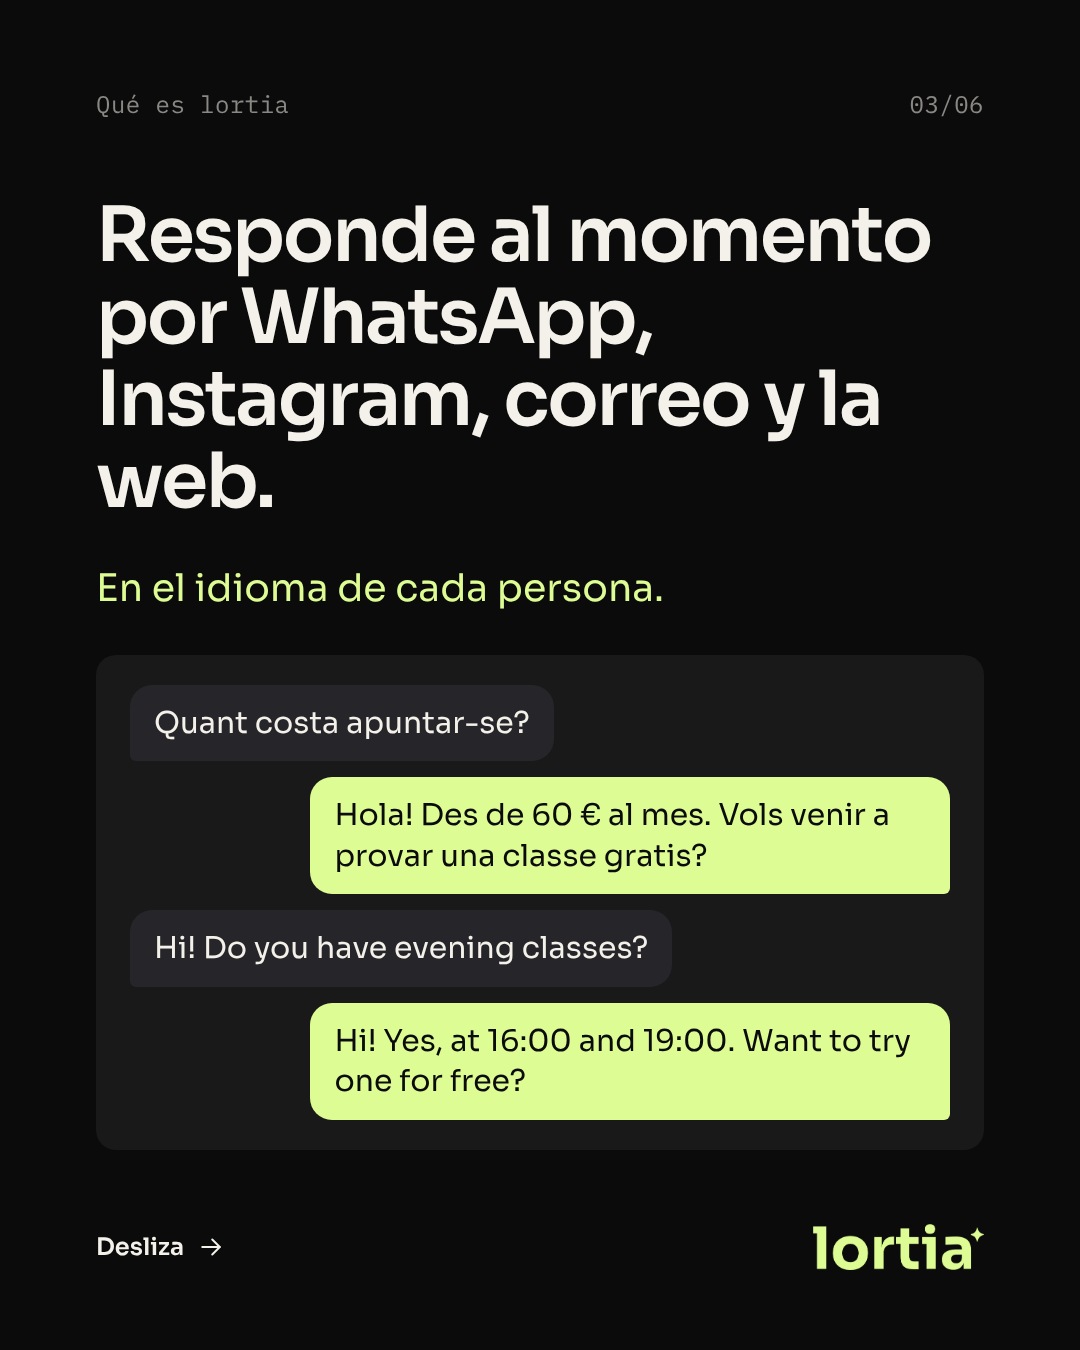 Qué es lortia
03/06
Responde al momento
por WhatsApp,
Instagram, correo y la
web.
En el idioma de cada persona.
Quant costa apuntar-se?
Hola! Des de 60 € al mes. Vols venir a
provar una classe gratis?
Hi! Do you have evening classes?
Hi! Yes, at 16:00 and 19:00. Want to try
one for free?
Desliza →
lortia